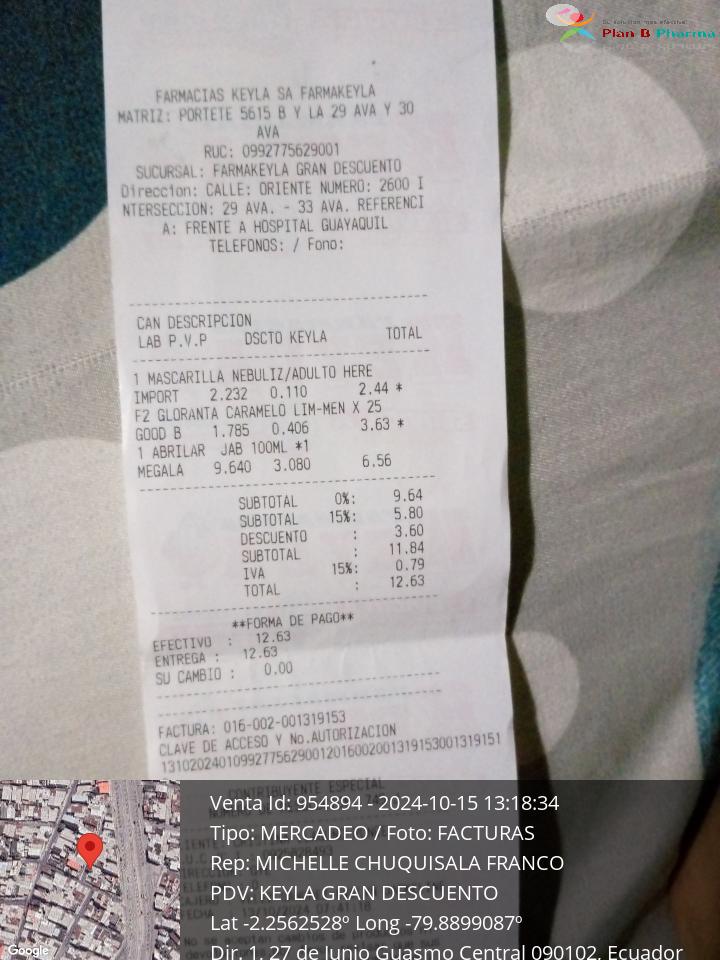 Su solución más efectiva!
Plan B Pharma
FARMACIAS KEYLA SA FARMAKEYLA
MATRIZ: PORTETE 5615 B Y LA 29 AVA Y 30
AVA
RUC: 0992775629001
SUCURSAL: FARMAKEYLA GRAN DESCUENTO
Direccion: CALLE: ORIENTE NUMERO: 2600 I
NTERSECCION: 29 AVA. - 33 AVA. REFERENCI
A: FRENTE A HOSPITAL GUAYAQUIL
TELEFONOS: / Fono:
CAN DESCRIPCION
LAB P.V.P DSCTO KEYLA TOTAL
1 MASCARILLA NEBULIZ/ADULTO HERE
IMPORT 2.232 0.110 2.44 *
F2 GLORANTA CARAMELO LIM-MEN X 25
GOOD B 1.785 0.406 3.63 *
1 ABRILAR JAB 100ML *1
MEGALA 9.640 3.080 6.56
SUBTOTAL 0%: 9.64
SUBTOTAL 15%: 5.80
DESCUENTO : 3.60
SUBTOTAL : 11.84
IVA 15%: 0.79
TOTAL : 12.63
**FORMA DE PAGO**
EFECTIVO : 12.63
ENTREGA : 12.63
SU CAMBIO : 0.00
FACTURA: 016-002-001319153
CLAVE DE ACCESO Y No.AUTORIZACION
131020240109927756290012016002001319153001319151
CONTRIBUYENTE ESPECIAL
Venta Id: 954894 - 2024-10-15 13:18:34
Tipo: MERCADEO / Foto: FACTURAS
Rep: MICHELLE CHUQUISALA FRANCO
PDV: KEYLA GRAN DESCUENTO
Lat -2.2562528º Long -79.8899087º
Dir. 1, 27 de Junio Guasmo Central 090102, Ecuador
Google